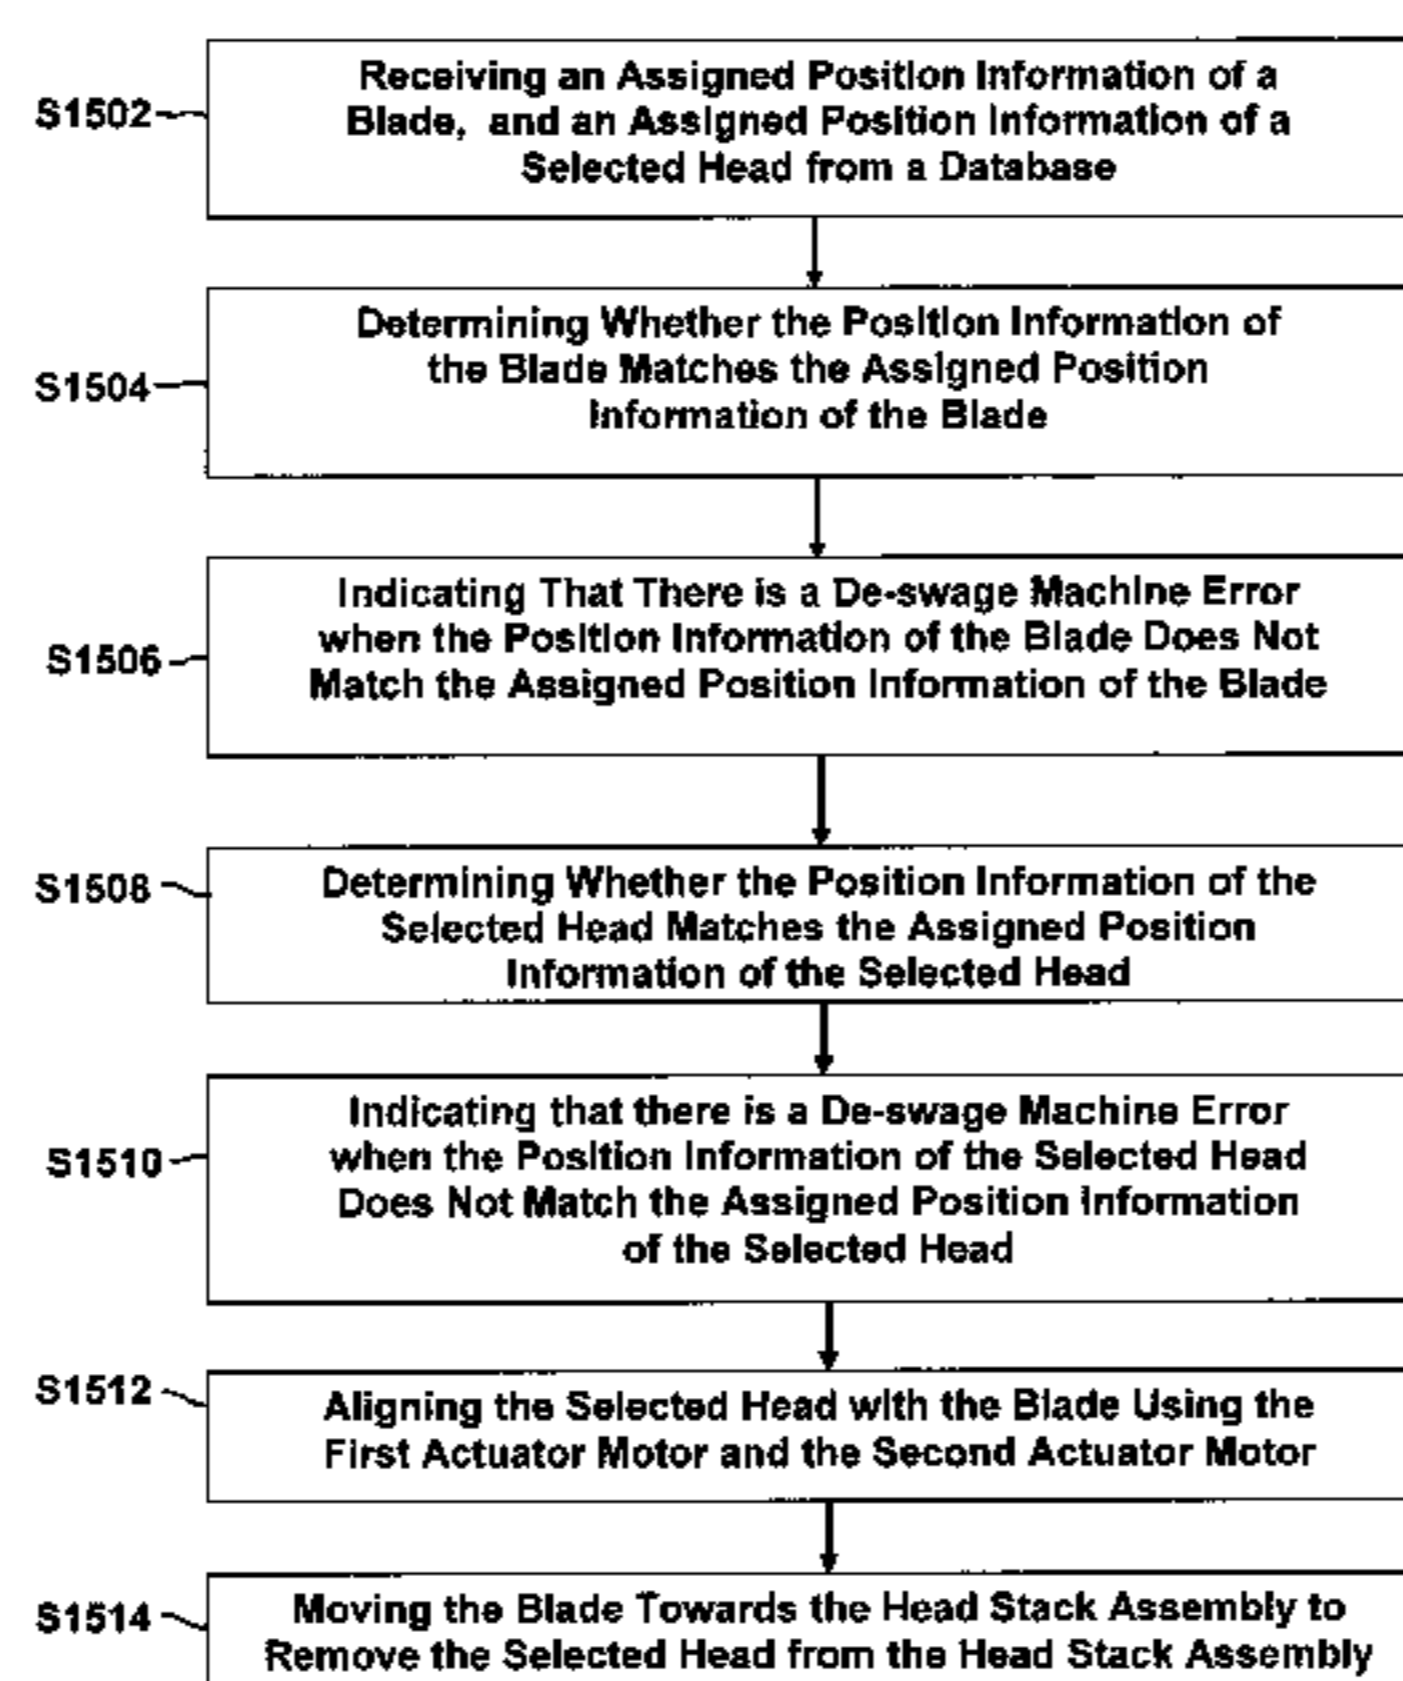 S1502
Receiving an Assigned Position Information of a
Blade, and an Assigned Position Information of a
Selected Head from a Database
S1504
Determining Whether the Position Information of
the Blade Matches the Assigned Position
Information of the Blade
S1506
Indicating That There is a De-swage Machine Error
when the Position Information of the Blade Does Not
Match the Assigned Position Information of the Blade
S1508
Determining Whether the Position Information of the
Selected Head Matches the Assigned Position
Information of the Selected Head
S1510
Indicating that there is a De-swage Machine Error
when the Position Information of the Selected Head
Does Not Match the Assigned Position Information
of the Selected Head
S1512
Aligning the Selected Head with the Blade Using the
First Actuator Motor and the Second Actuator Motor
S1514
Moving the Blade Towards the Head Stack Assembly to
Remove the Selected Head from the Head Stack Assembly